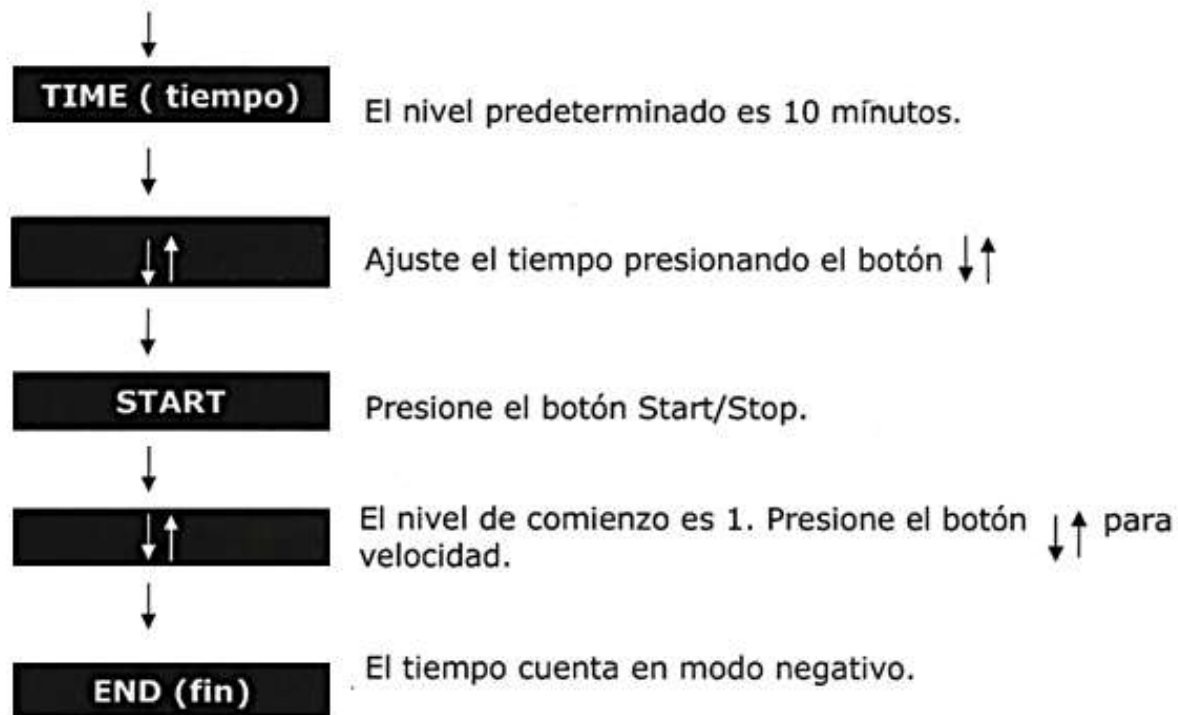 TIME ( tiempo)
El nivel predeterminado es 10 mínutos.
Ajuste el tiempo presionando el botón ↓↑
START
Presione el botón Start/Stop.
El nivel de comienzo es 1. Presione el botón ↓↑ para
velocidad.
END (fin)
El tiempo cuenta en modo negativo.